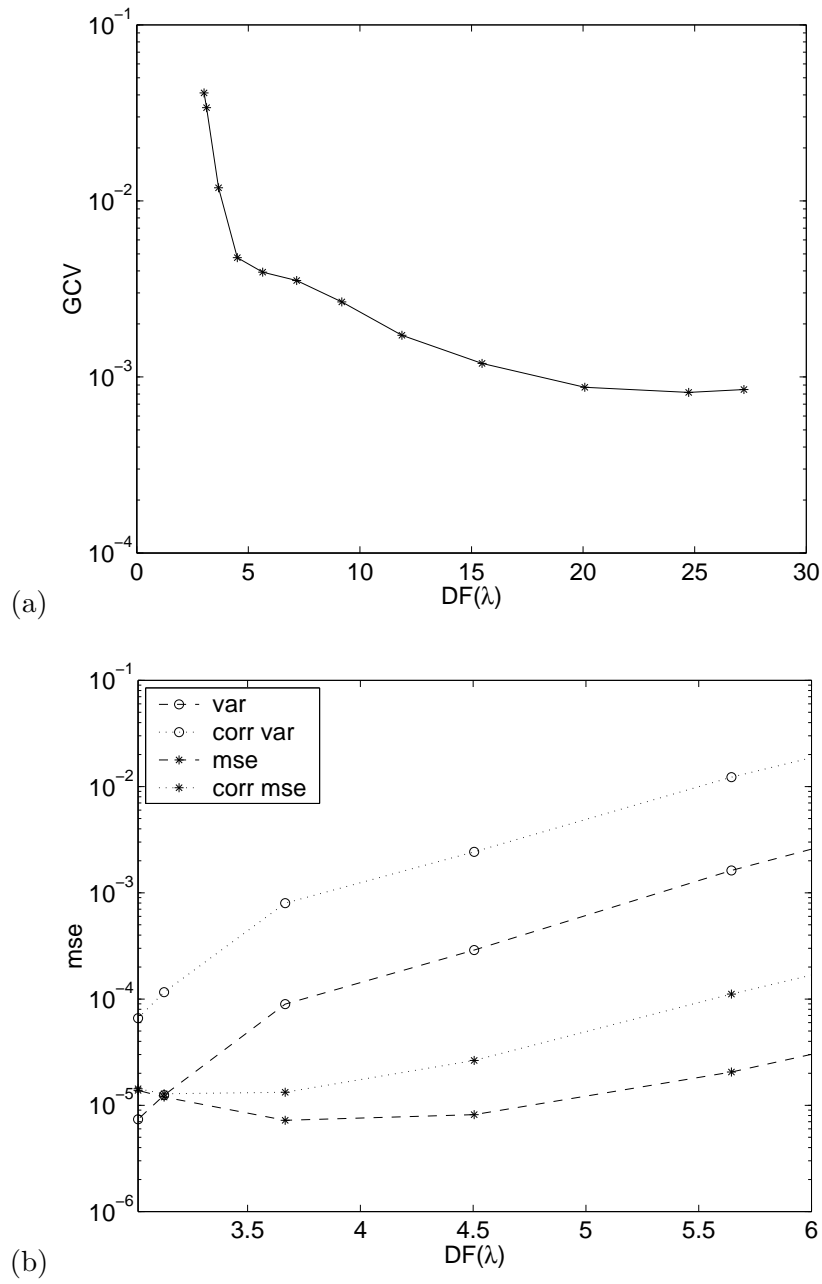 10^-1
10^-2
GCV
10^-3
10^-4
0 5 10 15 20 25 30
DF(λ)
(a)
10^-1
var
corr var
mse
corr mse
10^-2
10^-3
mse
10^-4
10^-5
10^-6
3.5 4 4.5 5 5.5 6
DF(λ)
(b)